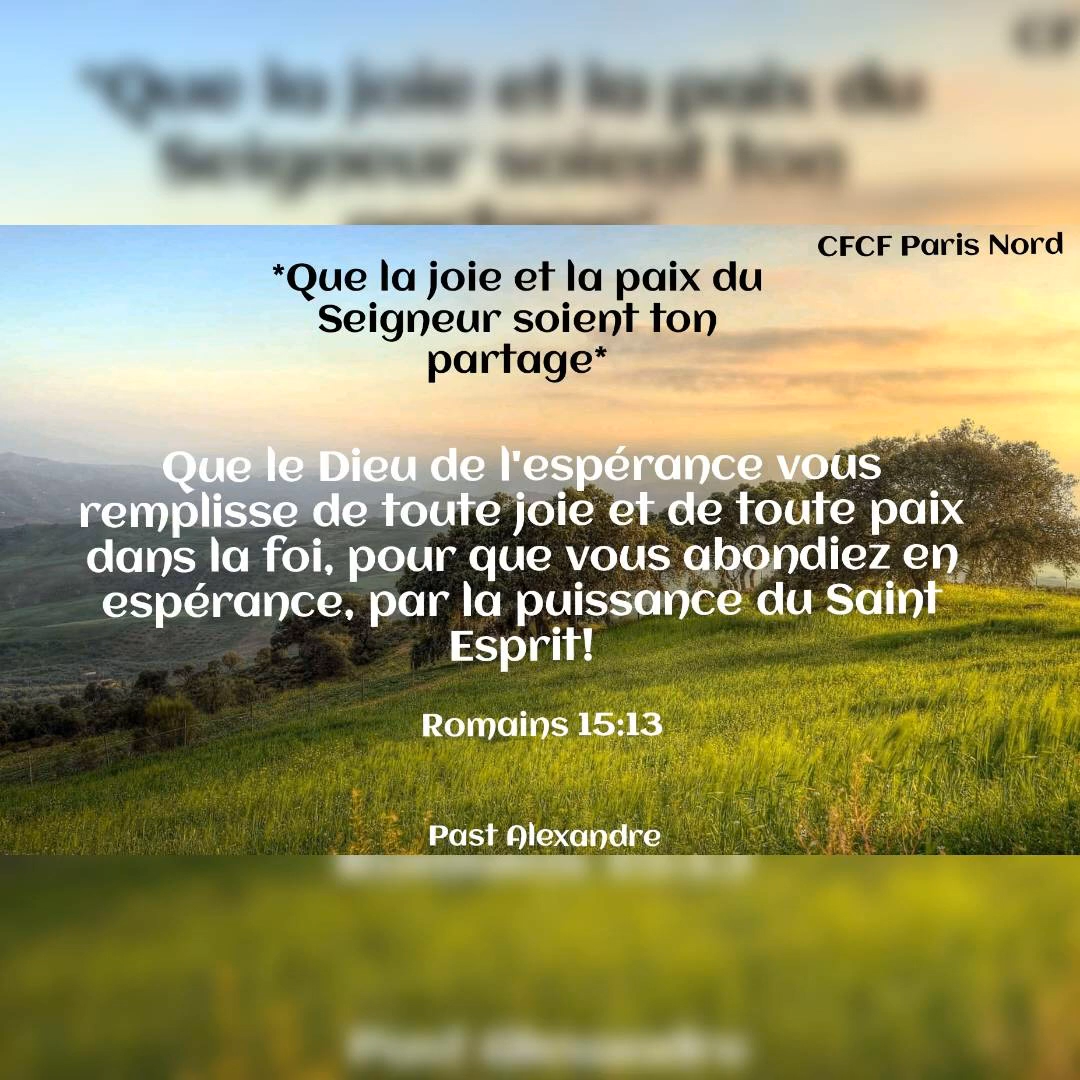 CFCF Paris Nord
*Que la joie et la paix du
Seigneur soient ton
partage*
Que le Dieu de l'espérance vous
remplisse de toute joie et de toute paix
dans la foi, pour que vous abondiez en
espérance, par la puissance du Saint
Esprit!
Romains 15:13
Past Alexandre